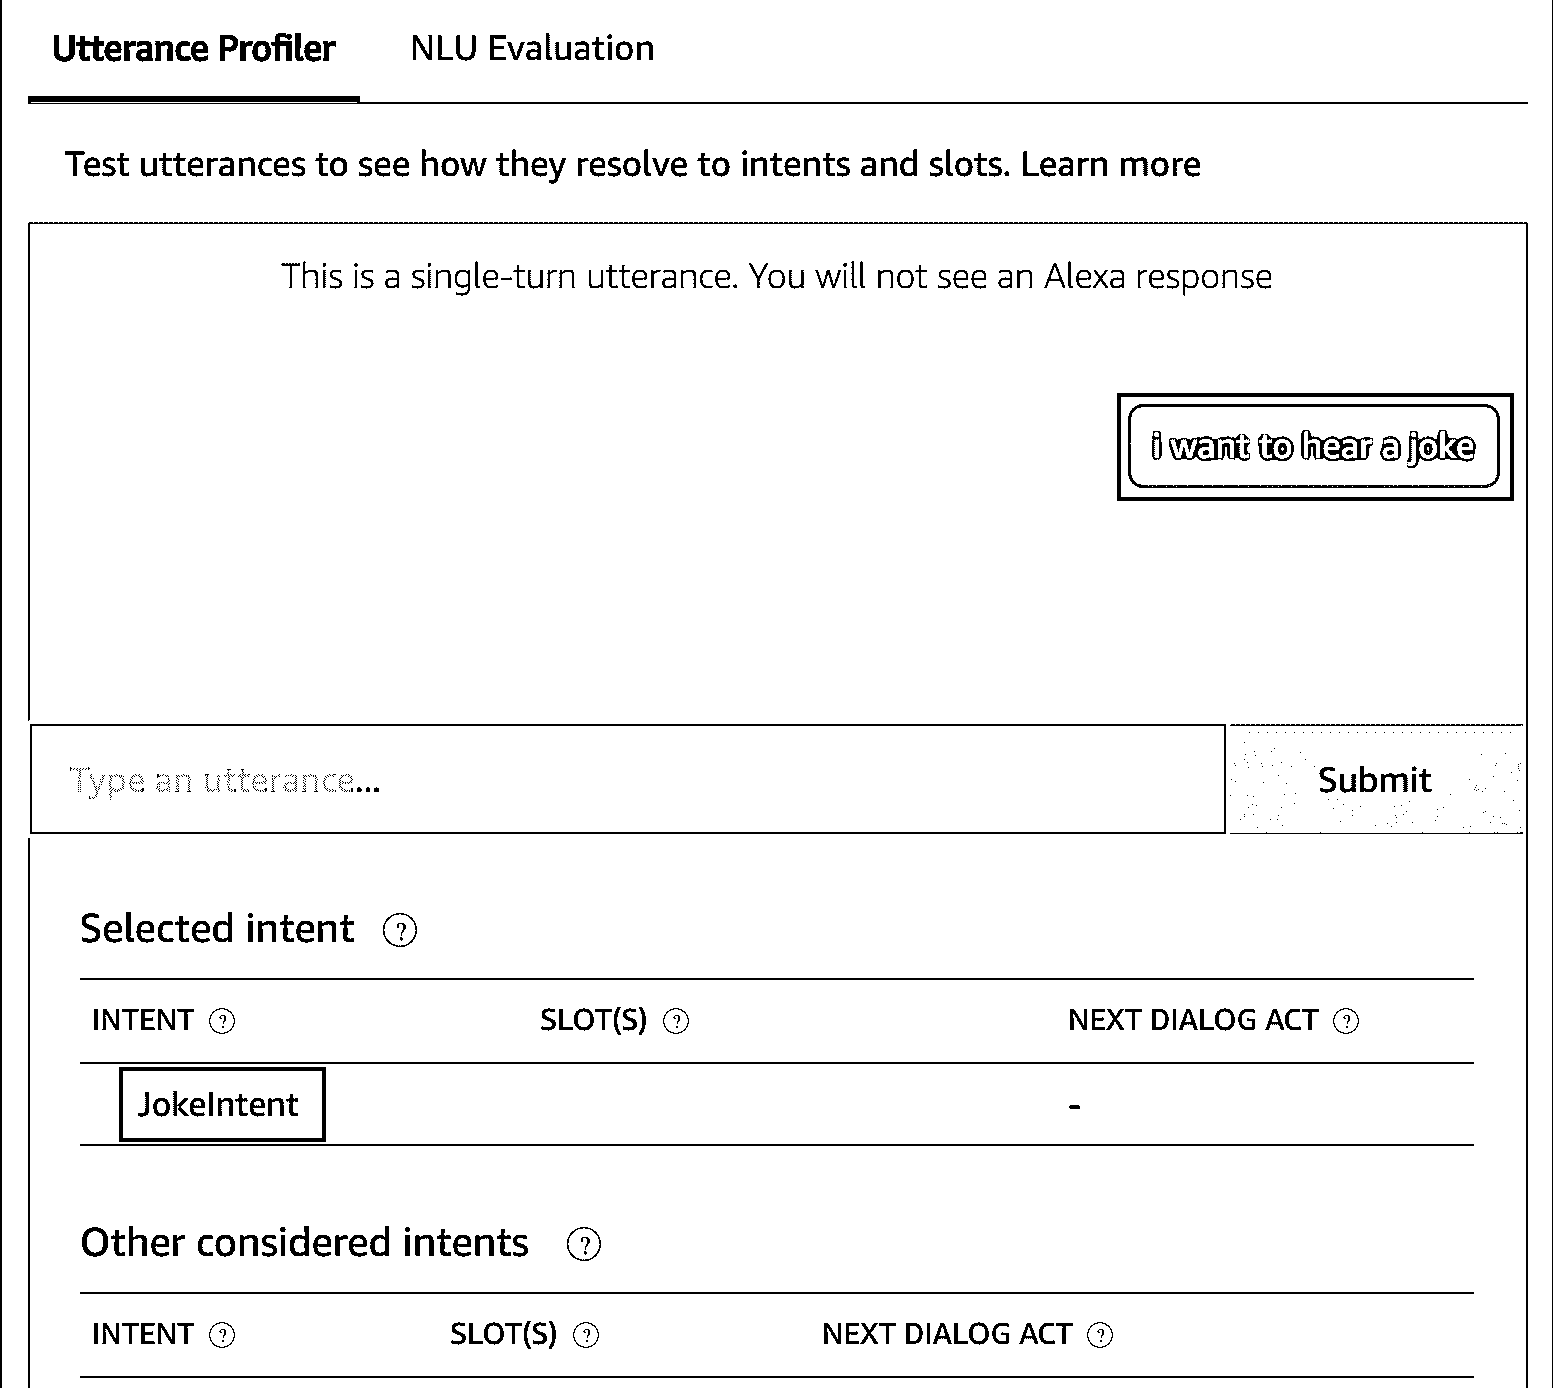 Utterance Profiler NLU Evaluation
Test utterances to see how they resolve to intents and slots. Learn more
This is a single-turn utterance. You will not see an Alexa response
i want to hear a joke
Type an utterance... Submit
Selected intent ?
INTENT ? SLOT(S) ? NEXT DIALOG ACT ?
JokeIntent -
Other considered intents ?
INTENT ? SLOT(S) ? NEXT DIALOG ACT ?